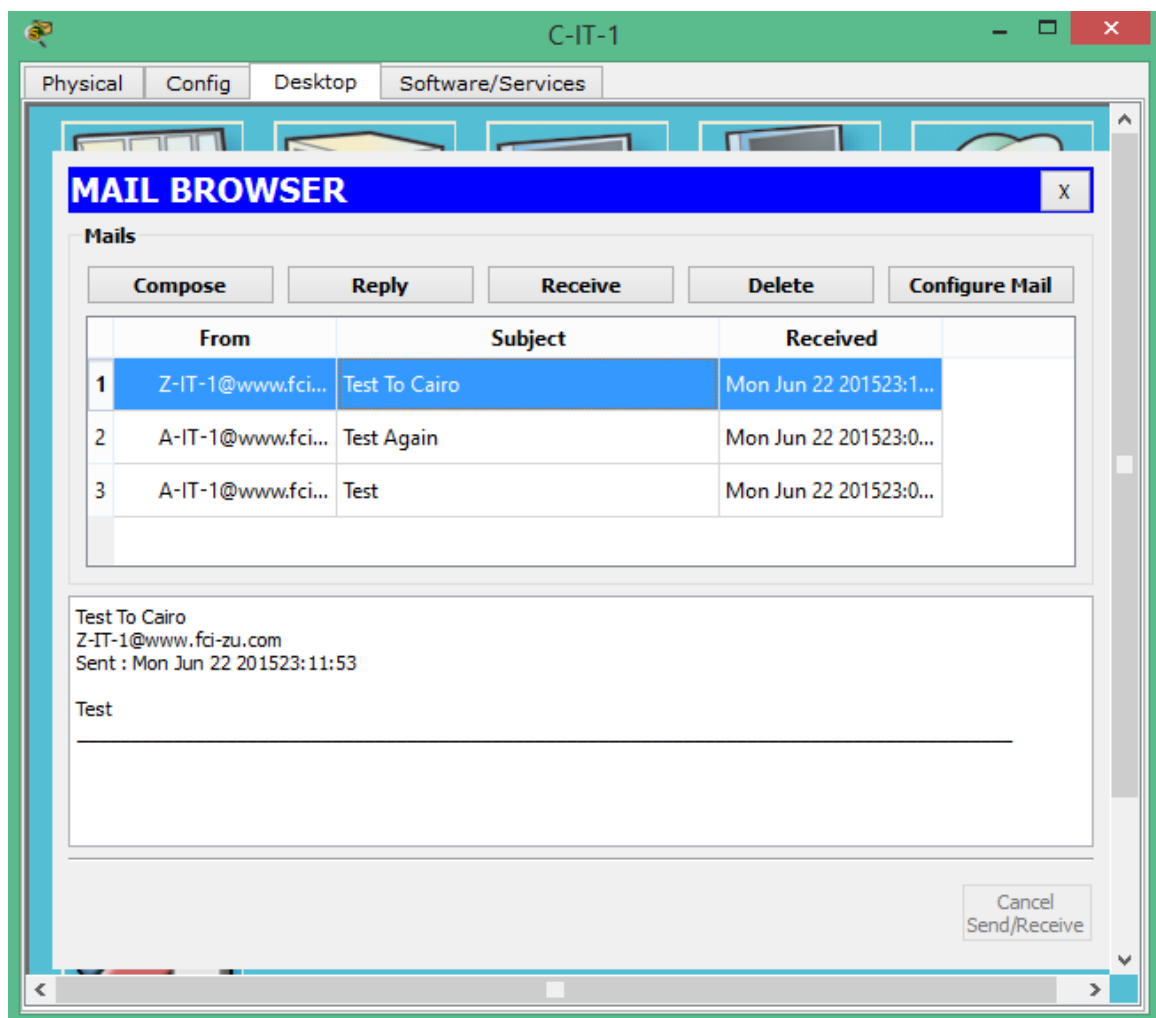 C-IT-1
Physical Config Desktop Software/Services
MAIL BROWSER X
Mails
Compose Reply Receive Delete Configure Mail
From Subject Received
1 Z-IT-1@www.fci... Test To Cairo Mon Jun 22 201523:1...
2 A-IT-1@www.fci... Test Again Mon Jun 22 201523:0...
3 A-IT-1@www.fci... Test Mon Jun 22 201523:0...
Test To Cairo
Z-IT-1@www.fci-zu.com
Sent : Mon Jun 22 201523:11:53
Test
Cancel
Send/Receive